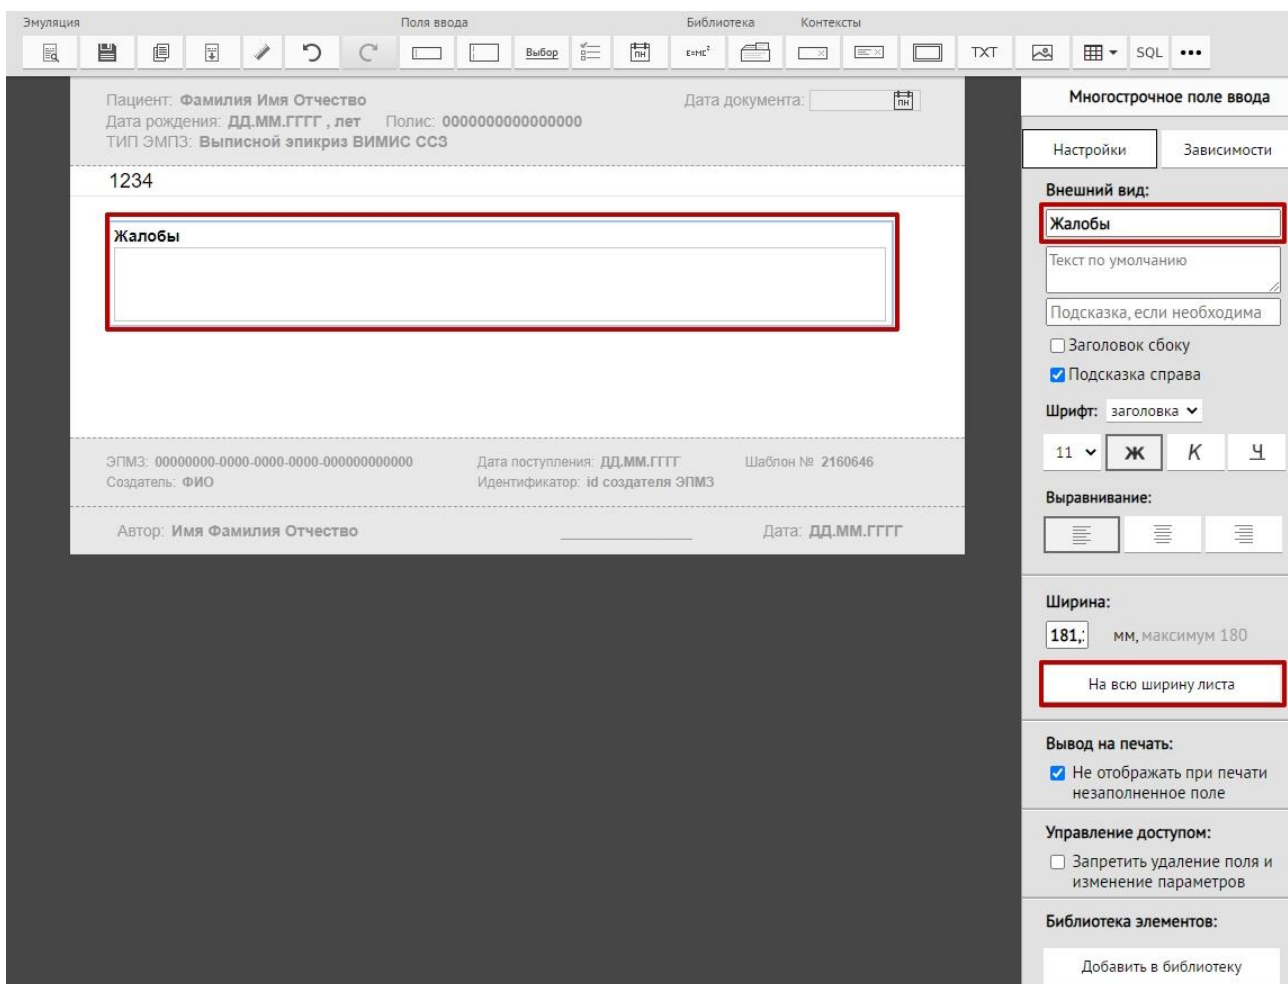 Эмуляция Поля ввода Библиотека Контексты
Выбор ПН E=MC² TXT SQL •••
Пациент: Фамилия Имя Отчество Дата документа: ПН
Дата рождения: ДД.ММ.ГГГГ , лет Полис: 0000000000000000
ТИП ЭМПЗ: Выписной эпикриз ВИМИС ССЗ
1234
Жалобы
ЭПМЗ: 00000000-0000-0000-0000-000000000000 Дата поступления: ДД.ММ.ГГГГ Шаблон № 2160646
Создатель: ФИО Идентификатор: id создателя ЭПМЗ
Автор: Имя Фамилия Отчество Дата: ДД.ММ.ГГГГ
Многострочное поле ввода
Настройки Зависимости
Внешний вид:
Жалобы
Текст по умолчанию
Подсказка, если необходима
Заголовок сбоку
Подсказка справа
Шрифт: заголовка
11 Ж К Ч
Выравнивание:
Ширина:
181, мм, максимум 180
На всю ширину листа
Вывод на печать:
Не отображать при печати
незаполненное поле
Управление доступом:
Запретить удаление поля и
изменение параметров
Библиотека элементов:
Добавить в библиотеку